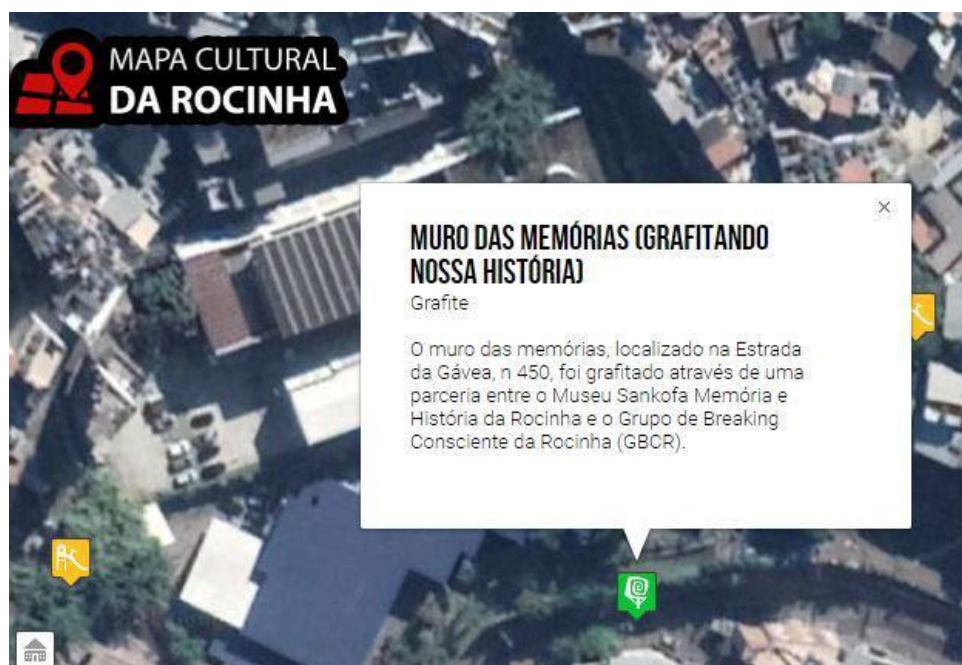 MAPA CULTURAL
DA ROCINHA
MURO DAS MEMÓRIAS (GRAFITANDO
NOSSA HISTÓRIA)
Grafite
O muro das memórias, localizado na Estrada
da Gávea, n 450, foi grafitado através de uma
parceria entre o Museu Sankofa Memória e
História da Rocinha e o Grupo de Breaking
Consciente da Rocinha (GBCR).